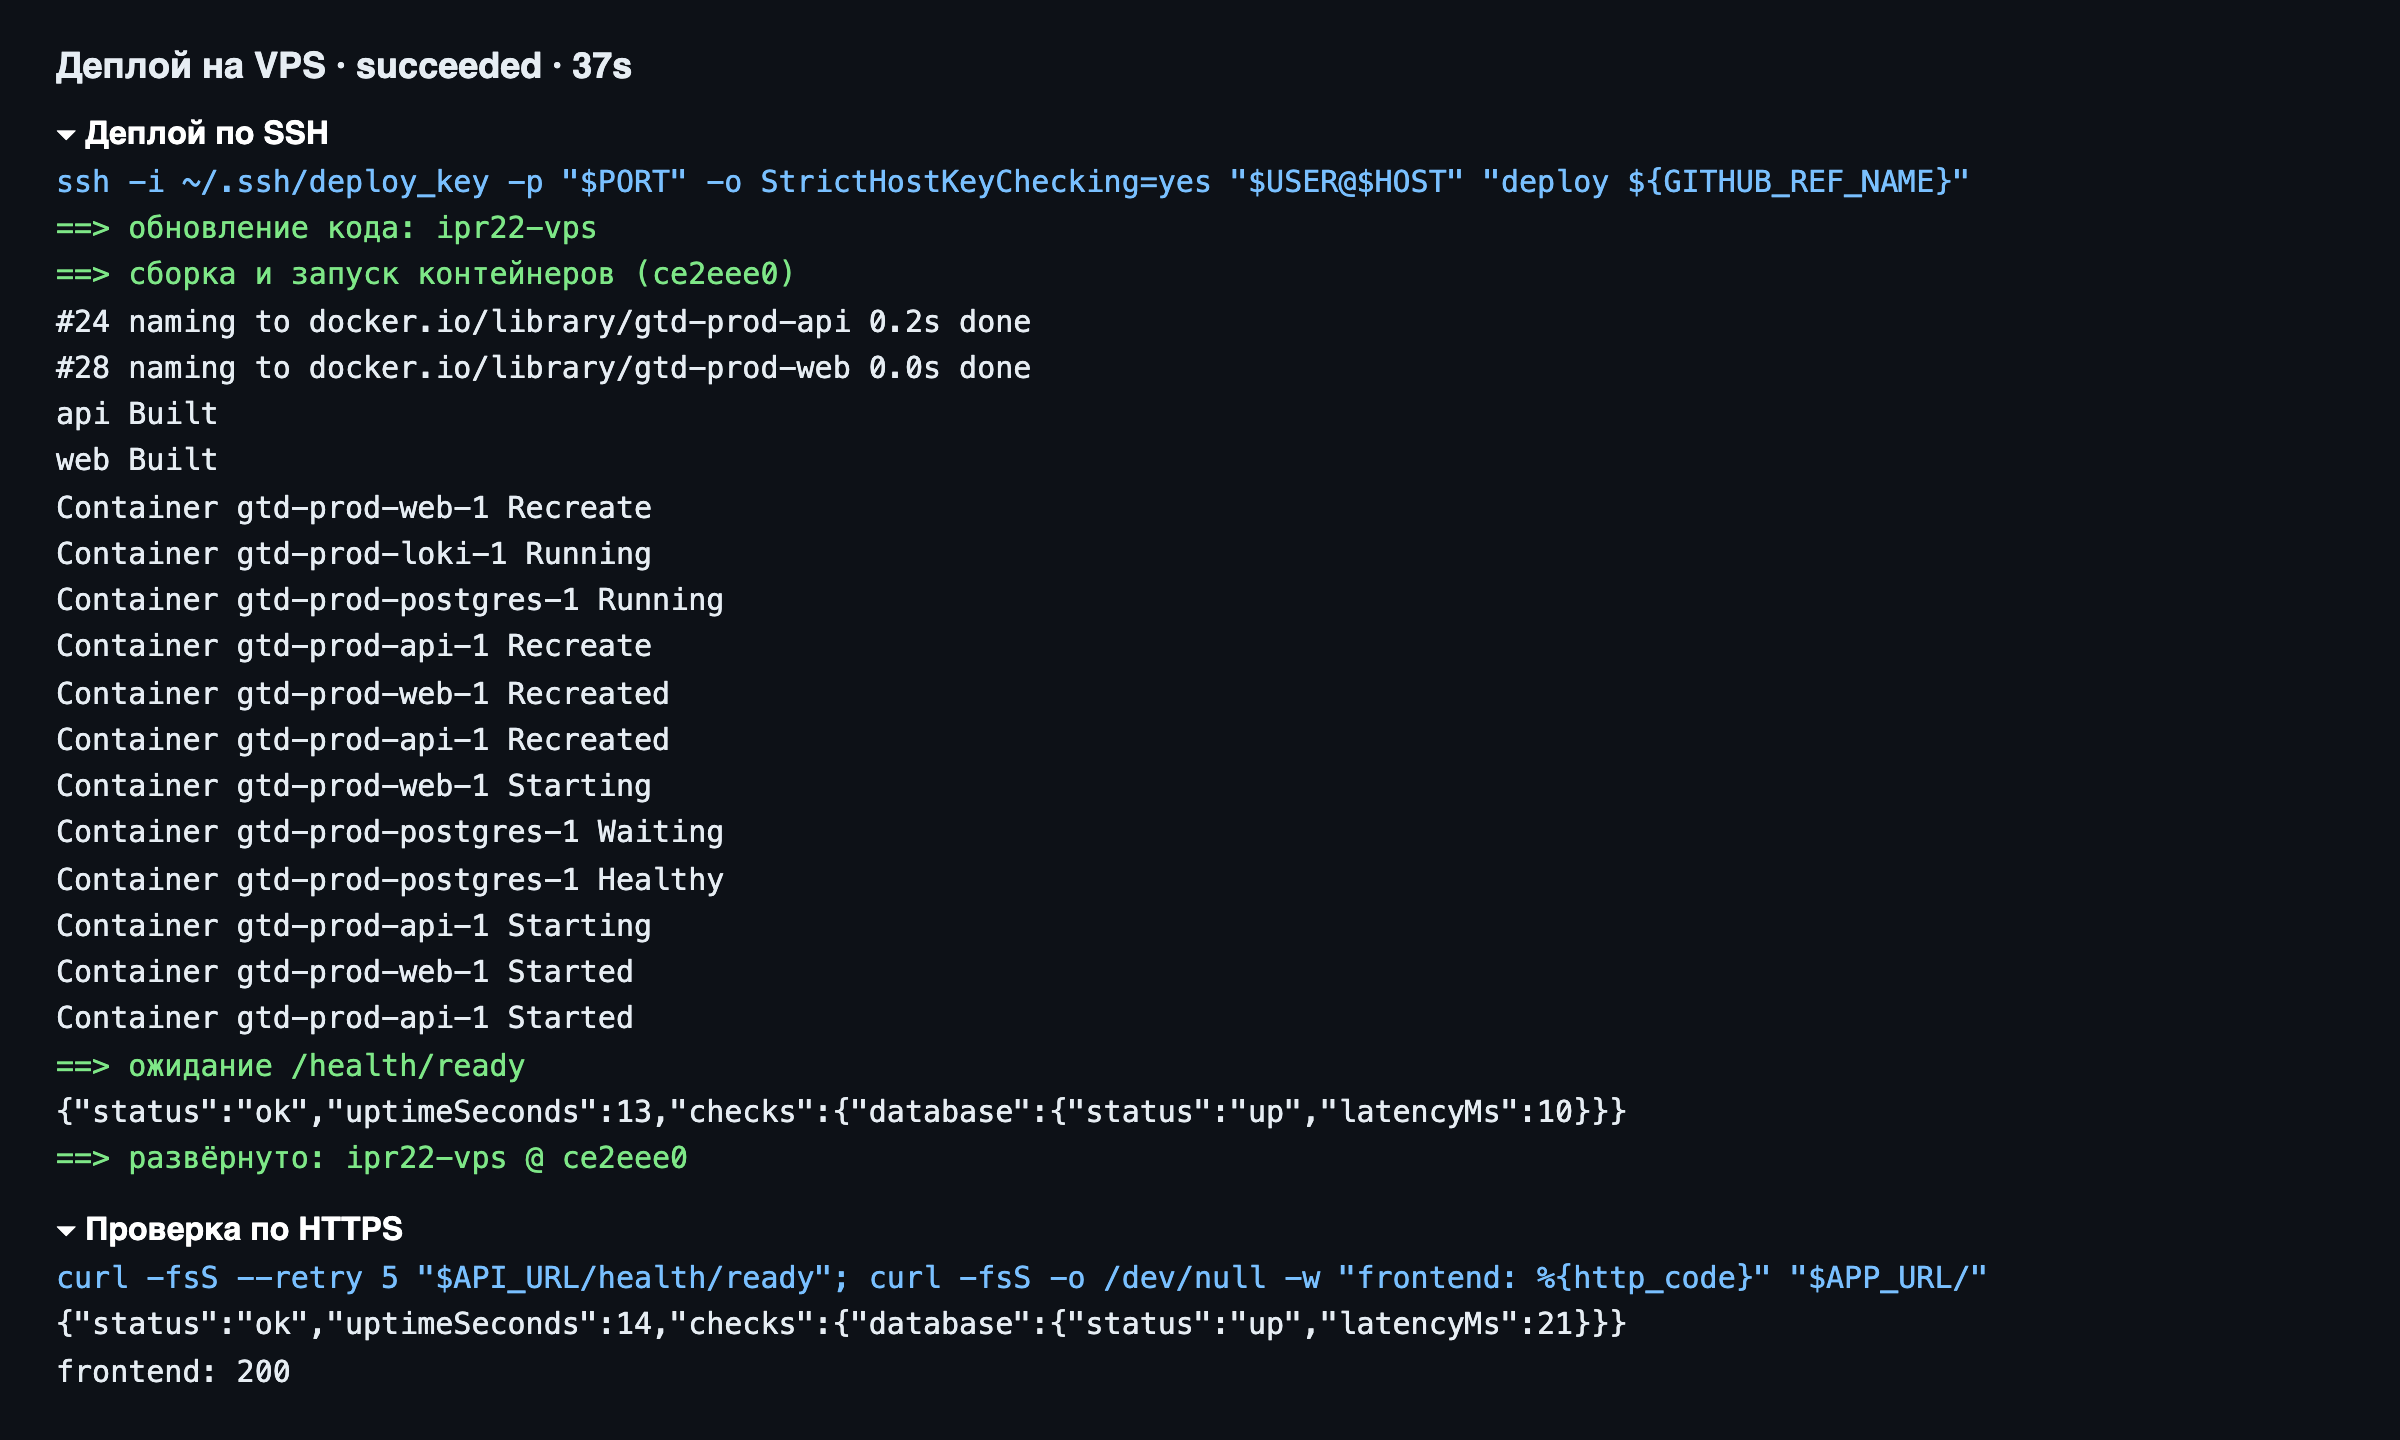 Деплой на VPS · succeeded · 37s
Деплой по SSH
ssh -i ~/.ssh/deploy_key -p "$PORT" -o StrictHostKeyChecking=yes "$USER@$HOST" "deploy ${GITHUB_REF_NAME}"
==> обновление кода: ipr22-vps
==> сборка и запуск контейнеров (ce2eee0)
#24 naming to docker.io/library/gtd-prod-api 0.2s done
#28 naming to docker.io/library/gtd-prod-web 0.0s done
api Built
web Built
Container gtd-prod-web-1 Recreate
Container gtd-prod-loki-1 Running
Container gtd-prod-postgres-1 Running
Container gtd-prod-api-1 Recreate
Container gtd-prod-web-1 Recreated
Container gtd-prod-api-1 Recreated
Container gtd-prod-web-1 Starting
Container gtd-prod-postgres-1 Waiting
Container gtd-prod-postgres-1 Healthy
Container gtd-prod-api-1 Starting
Container gtd-prod-web-1 Started
Container gtd-prod-api-1 Started
==> ожидание /health/ready
{"status":"ok","uptimeSeconds":13,"checks":{"database":{"status":"up","latencyMs":10}}}
==> развёрнуто: ipr22-vps @ ce2eee0
Проверка по HTTPS
curl -fsS --retry 5 "$API_URL/health/ready"; curl -fsS -o /dev/null -w "frontend: %{http_code}" "$APP_URL/"
{"status":"ok","uptimeSeconds":14,"checks":{"database":{"status":"up","latencyMs":21}}}
frontend: 200